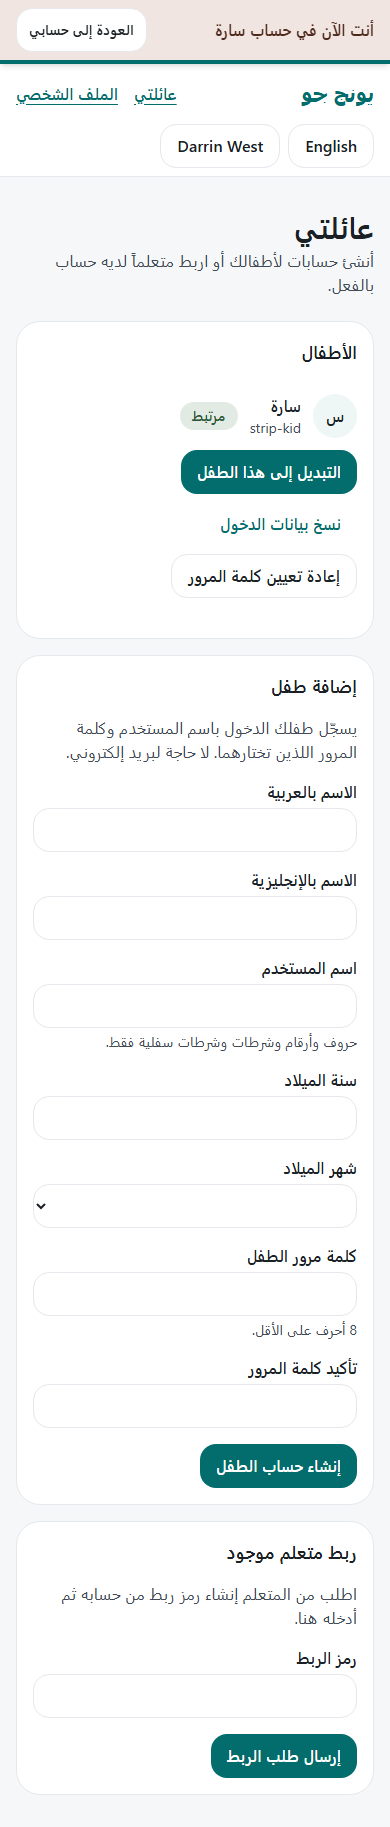 أنت الآن في حساب سارة
العودة إلى حسابي
يونج جو
عائلتي
الملف الشخصي
English
Darrin West
عائلتي
أنشئ حسابات لأطفالك أو اربط متعلماً لديه حساب
بالفعل.
الأطفال
س
سارة
strip-kid
مرتبط
التبديل إلى هذا الطفل
نسخ بيانات الدخول
إعادة تعيين كلمة المرور
إضافة طفل
يسجّل طفلك الدخول باسم المستخدم وكلمة
المرور اللذين تختارهما. لا حاجة لبريد إلكتروني.
الاسم بالعربية
الاسم بالإنجليزية
اسم المستخدم
حروف وأرقام وشرطات وشرطات سفلية فقط.
سنة الميلاد
شهر الميلاد
كلمة مرور الطفل
8 أحرف على الأقل.
تأكيد كلمة المرور
إنشاء حساب الطفل
ربط متعلم موجود
اطلب من المتعلم إنشاء رمز ربط من حسابه ثم
أدخله هنا.
رمز الربط
إرسال طلب الربط